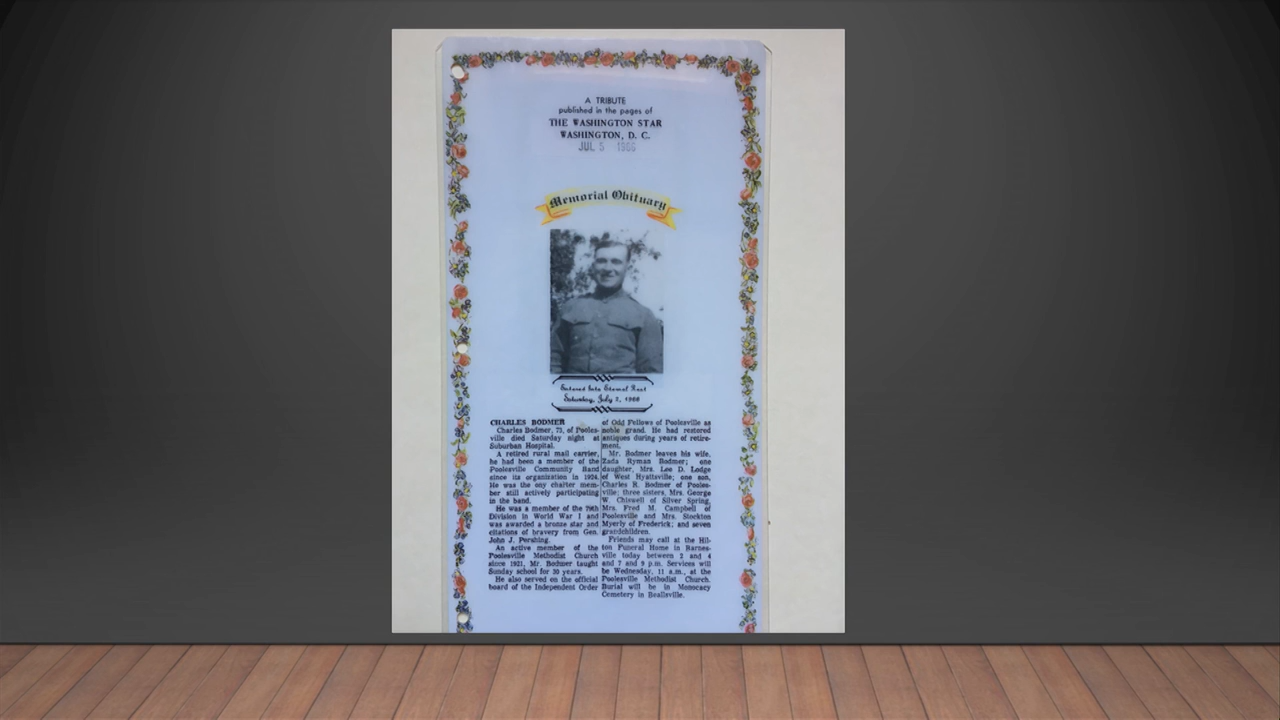 A TRIBUTE
published in the pages of
THE WASHINGTON STAR
WASHINGTON, D. C.
JUL 5 1966
Memorial Obituary
Entered Into Eternal Rest
Saturday, July 2, 1966
CHARLES BODMER
Charles Bodmer, 75, of Pooles-
ville died Saturday night at
Suburban Hospital.
A retired rural mail carrier,
he had been a member of the
Poolesville Community Band
since its organization in 1924.
He was the ony charter mem-
ber still actively participating
in the band.
He was a member of the 79th
Division in World War I and
was awarded a bronze star and
citations of bravery from Gen.
John J. Pershing.
An active member of the
Poolesville Methodist Church
since 1921, Mr. Bodmer taught
Sunday school for 30 years.
He also served on the official
board of the Independent Order
of Odd Fellows of Poolesville as
noble grand. He had restored
antiques during years of retire-
ment.
Mr. Bodmer leaves his wife,
Zada Ryman Bodmer; one
daughter, Mrs. Lee D. Lodge
of West Hyattsville; one son,
Charles R. Bodmer of Pooles-
ville; three sisters, Mrs. George
W. Chiswell of Silver Spring,
Mrs. Fred M. Campbell of
Poolesville and Mrs. Stockton
Myerly of Frederick; and seven
grandchildren.
Friends may call at the Hil-
ton Funeral Home in Barnes-
ville today between 2 and 4
and 7 and 9 p.m. Services will
be Wednesday, 11 a.m., at the
Poolesville Methodist Church.
Burial will be in Monocacy
Cemetery in Beallsville.